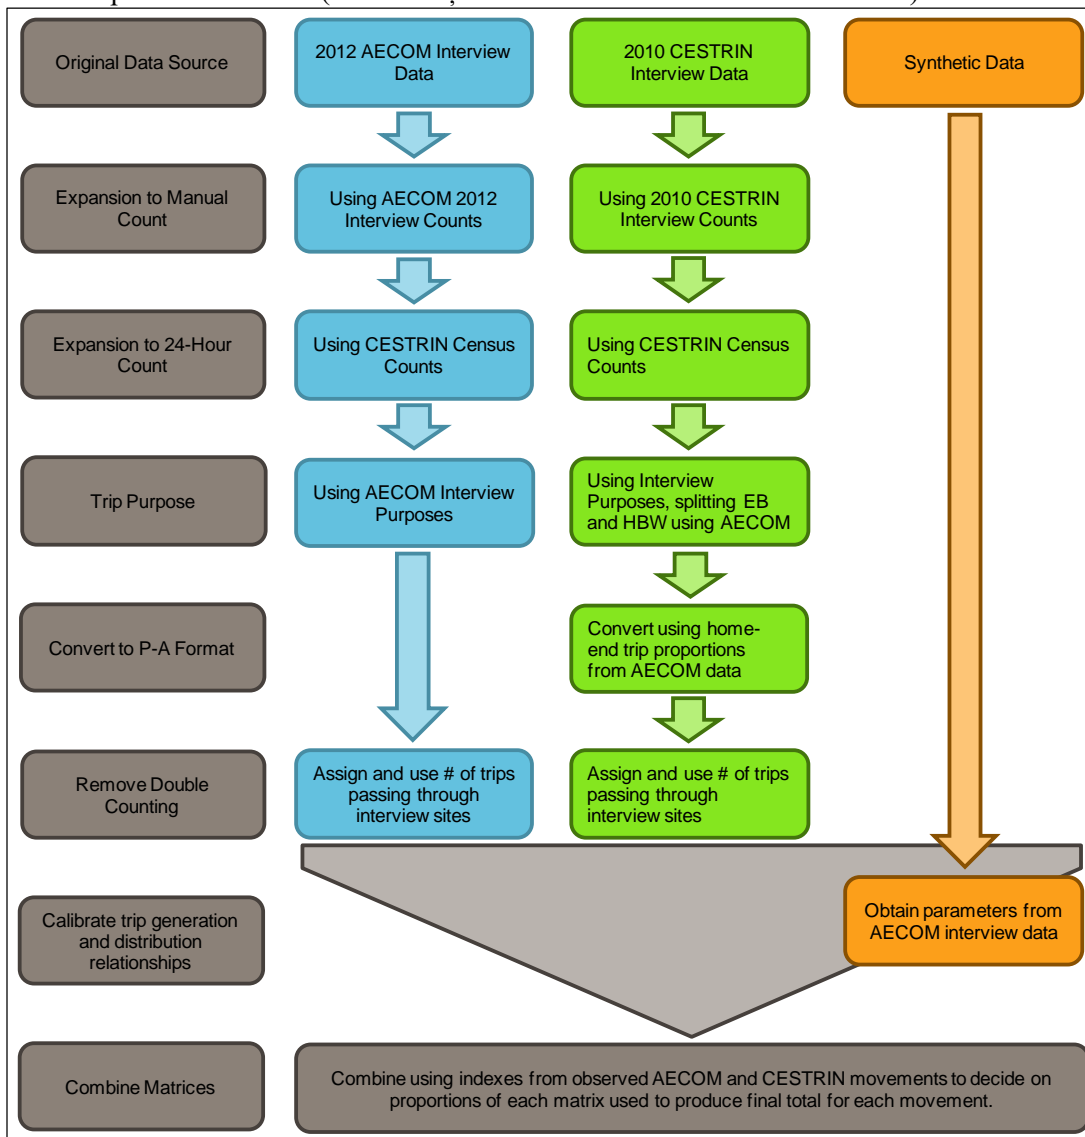 Original Data Source
2012 AECOM Interview
Data
2010 CESTRIN
Interview Data
Synthetic Data
Expansion to Manual
Count
Using AECOM 2012
Interview Counts
Using 2010 CESTRIN
Interview Counts
Expansion to 24-Hour
Count
Using CESTRIN Census
Counts
Using CESTRIN Census
Counts
Trip Purpose
Using AECOM Interview
Purposes
Using Interview
Purposes, splitting EB
and HBW using AECOM
Convert to P-A Format
Convert using home-
end trip proportions
from AECOM data
Remove Double
Counting
Assign and use # of trips
passing through
interview sites
Assign and use # of trips
passing through
interview sites
Calibrate trip generation
and distribution
relationships
Obtain parameters from
AECOM interview data
Combine Matrices
Combine using indexes from observed AECOM and CESTRIN movements to decide on
proportions of each matrix used to produce final total for each movement.